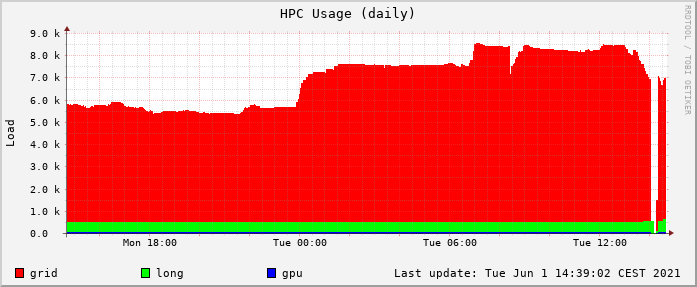 HPC Usage (daily)
RRDTOOL / TOBI OETIKER
Load
9.0 k
8.0 k
7.0 k
6.0 k
5.0 k
4.0 k
3.0 k
2.0 k
1.0 k
0.0
Mon 18:00 Tue 00:00 Tue 06:00 Tue 12:00
grid long gpu Last update: Tue Jun 1 14:39:02 CEST 2021